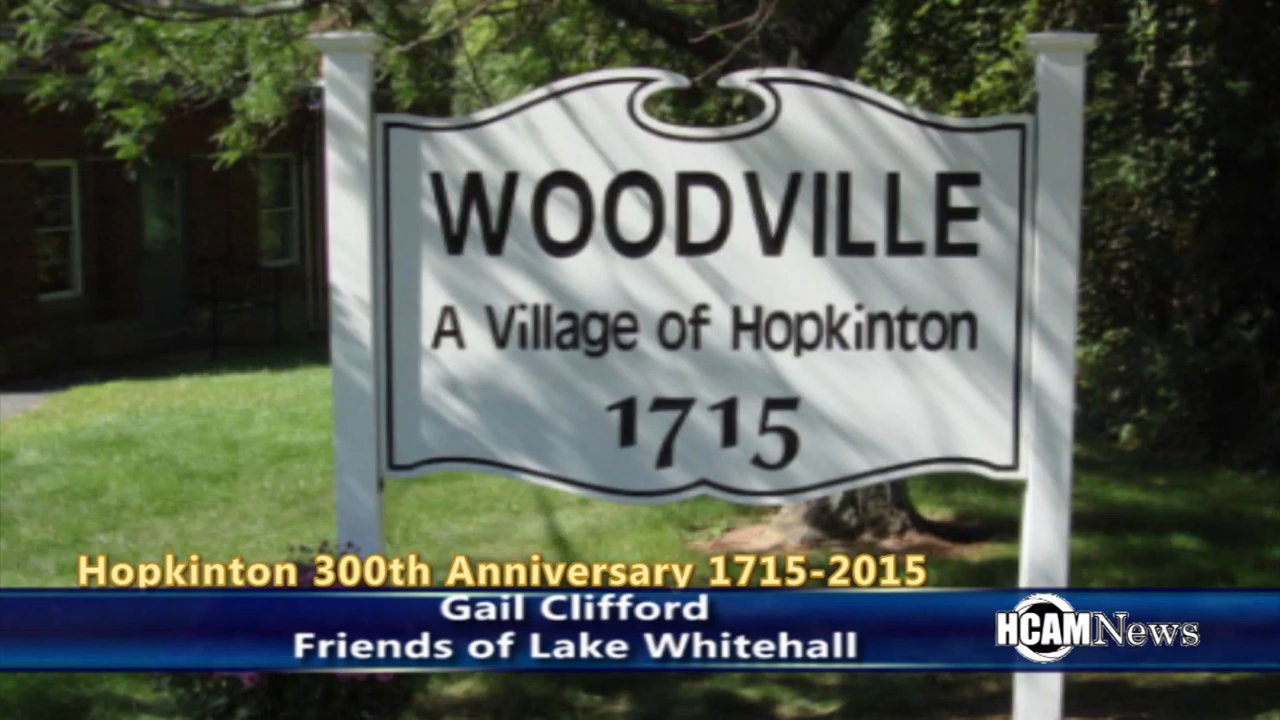 WOODVILLE
A Village of Hopkinton
1715
Hopkinton 300th Anniversary 1715-2015
Gail Clifford
Friends of Lake Whitehall
HCAMNews